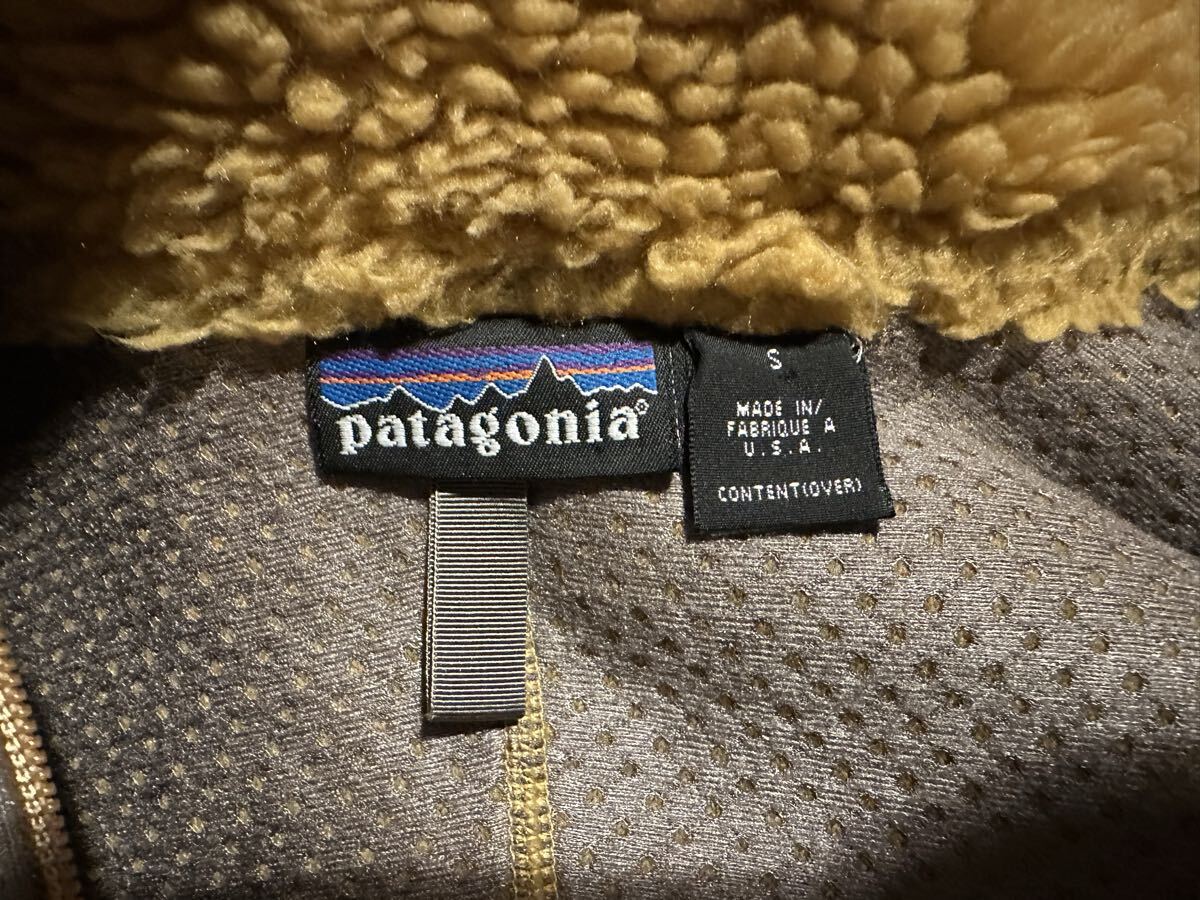 patagonia®
S
MADE IN/
FABRIQUE A
U.S.A.
CONTENT(OVER)